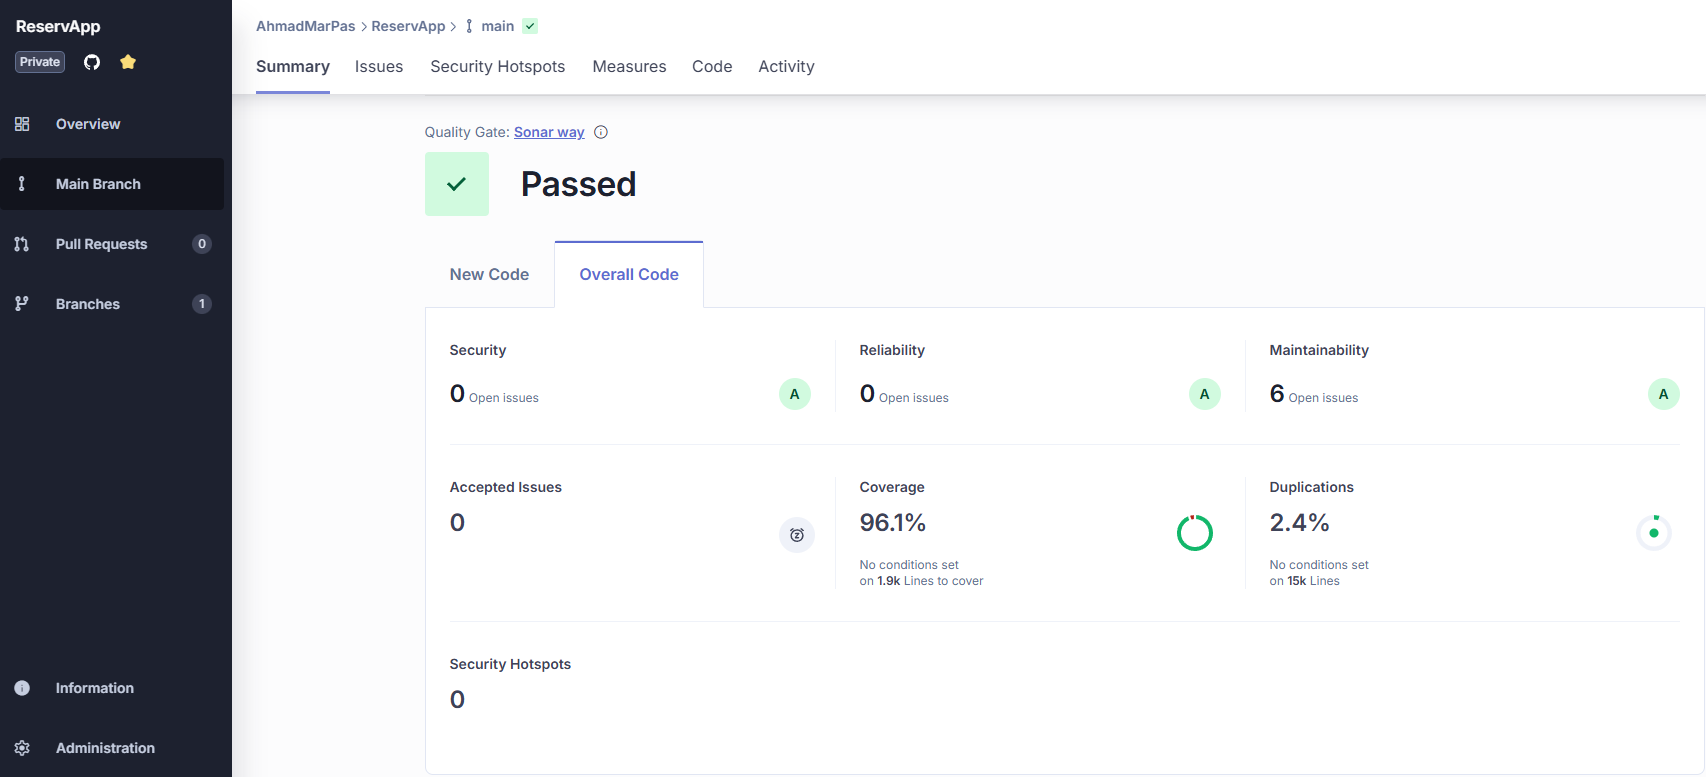 ReservApp
Private
Overview
Main Branch
Pull Requests 0
Branches 1
Information
Administration
AhmadMarPas > ReservApp > main
Summary Issues Security Hotspots Measures Code Activity
Quality Gate: Sonar way
Passed
New Code Overall Code
Security Reliability Maintainability
0 Open issues A 0 Open issues A 6 Open issues A
Accepted Issues Coverage Duplications
0 96.1% 2.4%
No conditions set No conditions set
on 1.9k Lines to cover on 15k Lines
Security Hotspots
0